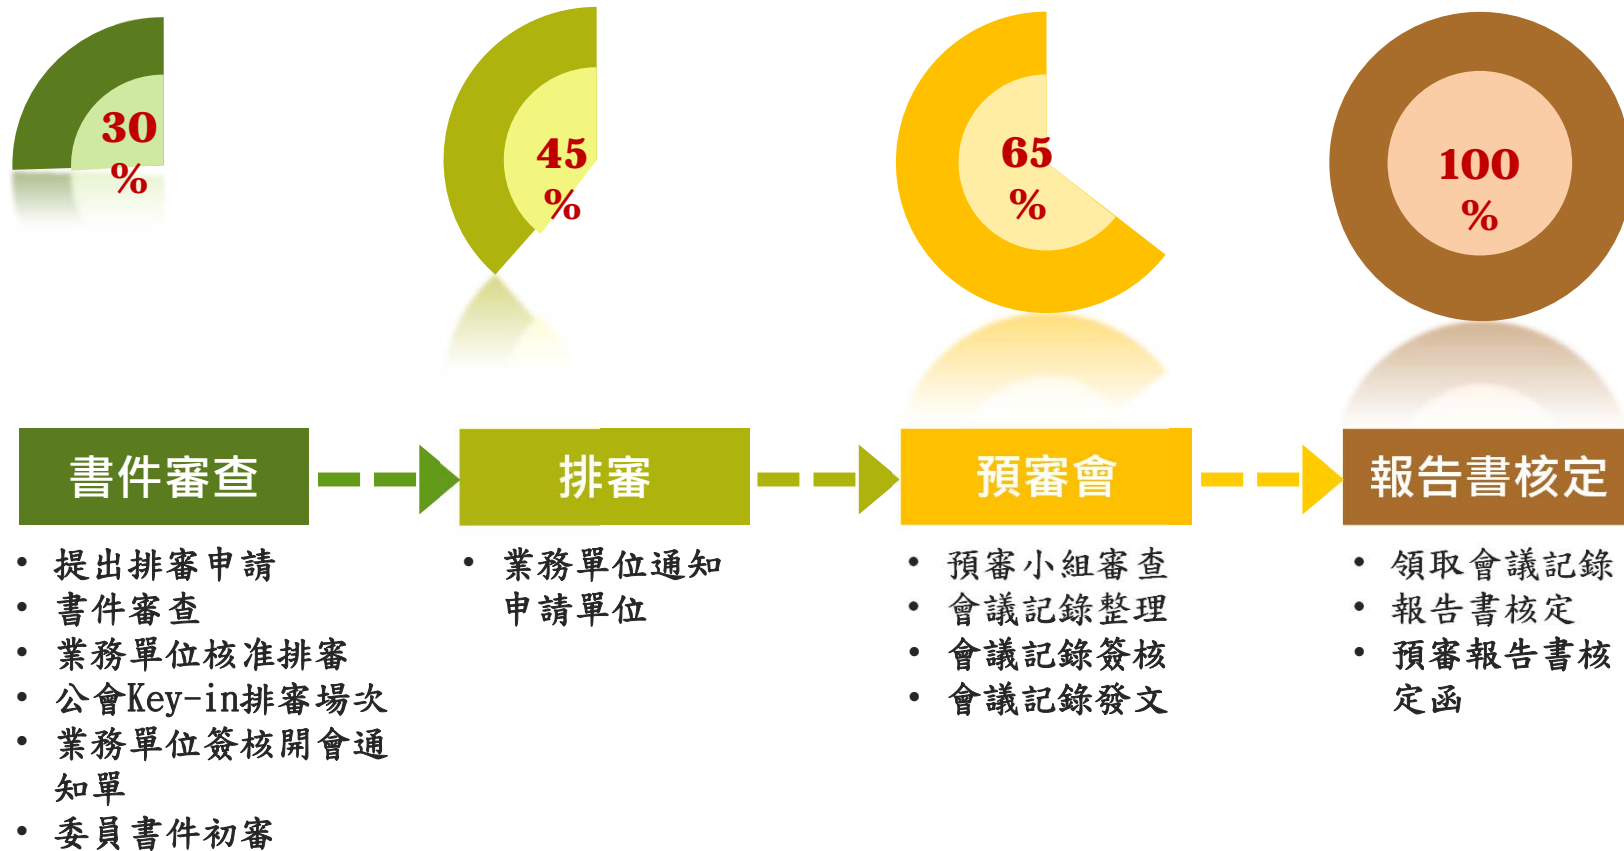 30
%
45
%
65
%
100
%
書件審查
排審
預審會
報告書核定
• 提出排審申請
• 書件審查
• 業務單位核准排審
• 公會Key-in排審場次
• 業務單位簽核開會通
知單
• 委員書件初審
• 業務單位通知
申請單位
• 預審小組審查
• 會議記錄整理
• 會議記錄簽核
• 會議記錄發文
• 領取會議記錄
• 報告書核定
• 預審報告書核
定函